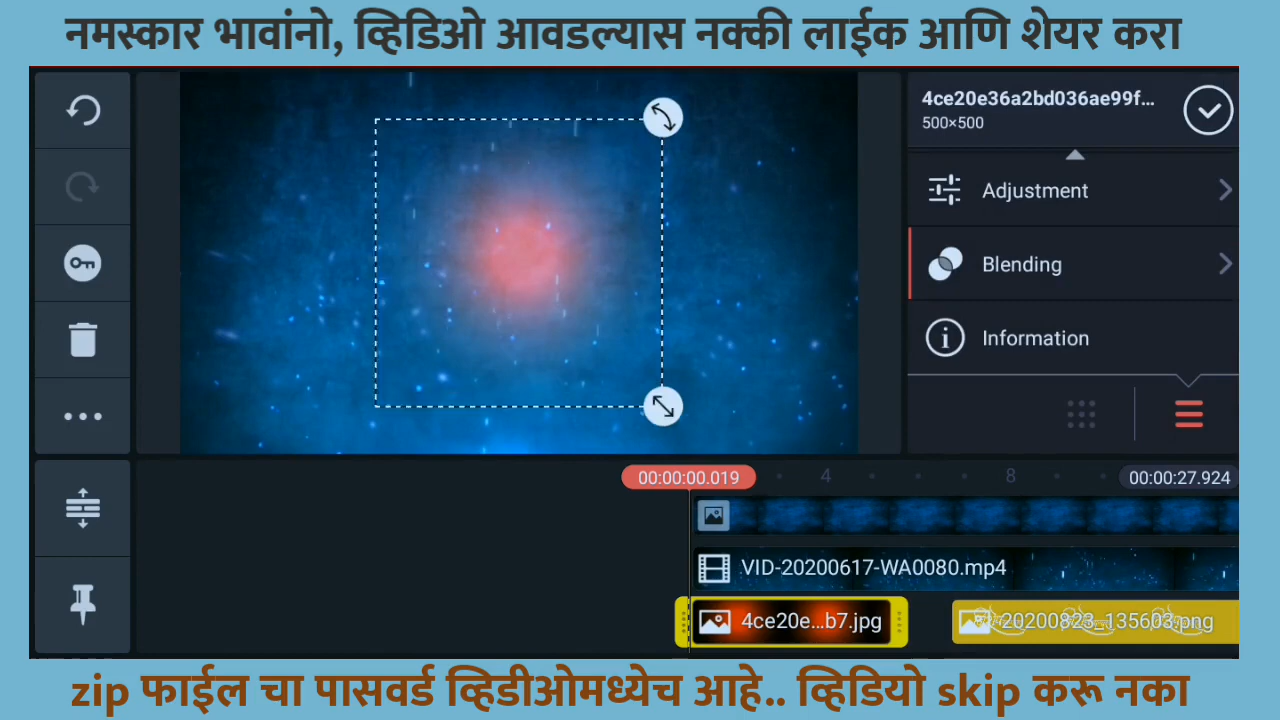 नमस्कार भावांनो, व्हिडिओ आवडल्यास नक्की लाईक आणि शेयर करा
4ce20e36a2bd036ae99f...
500×500
Adjustment
Blending
Information
00:00:00.019
4
8
00:00:27.924
VID-20200617-WA0080.mp4
4ce20e...b7.jpg
20200823_135603.png
zip फाईल चा पासवर्ड व्हिडीओमध्येच आहे.. व्हिडियो skip करू नका